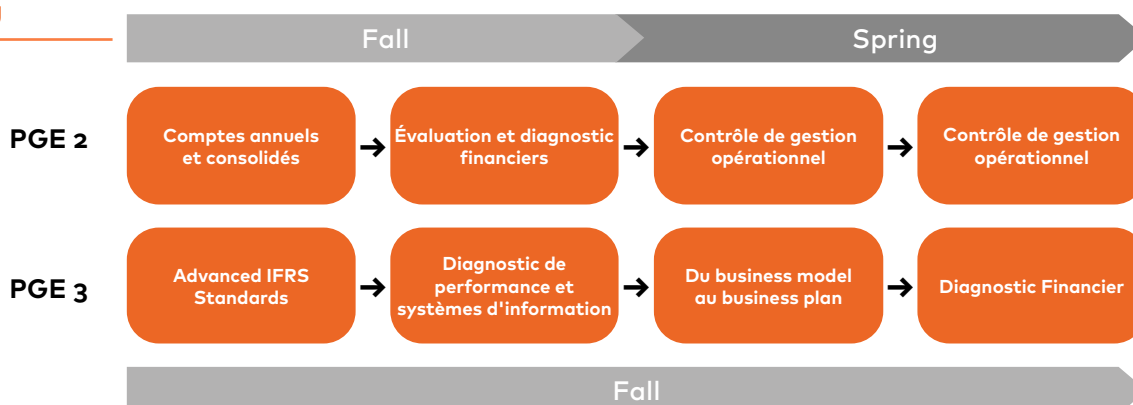 Fall
Spring
PGE 2
Comptes annuels
et consolidés
Évaluation et diagnostic
financiers
Contrôle de gestion
opérationnel
Contrôle de gestion
opérationnel
PGE 3
Advanced IFRS
Standards
Diagnostic de
performance et
systèmes d'information
Du business model
au business plan
Diagnostic Financier
Fall